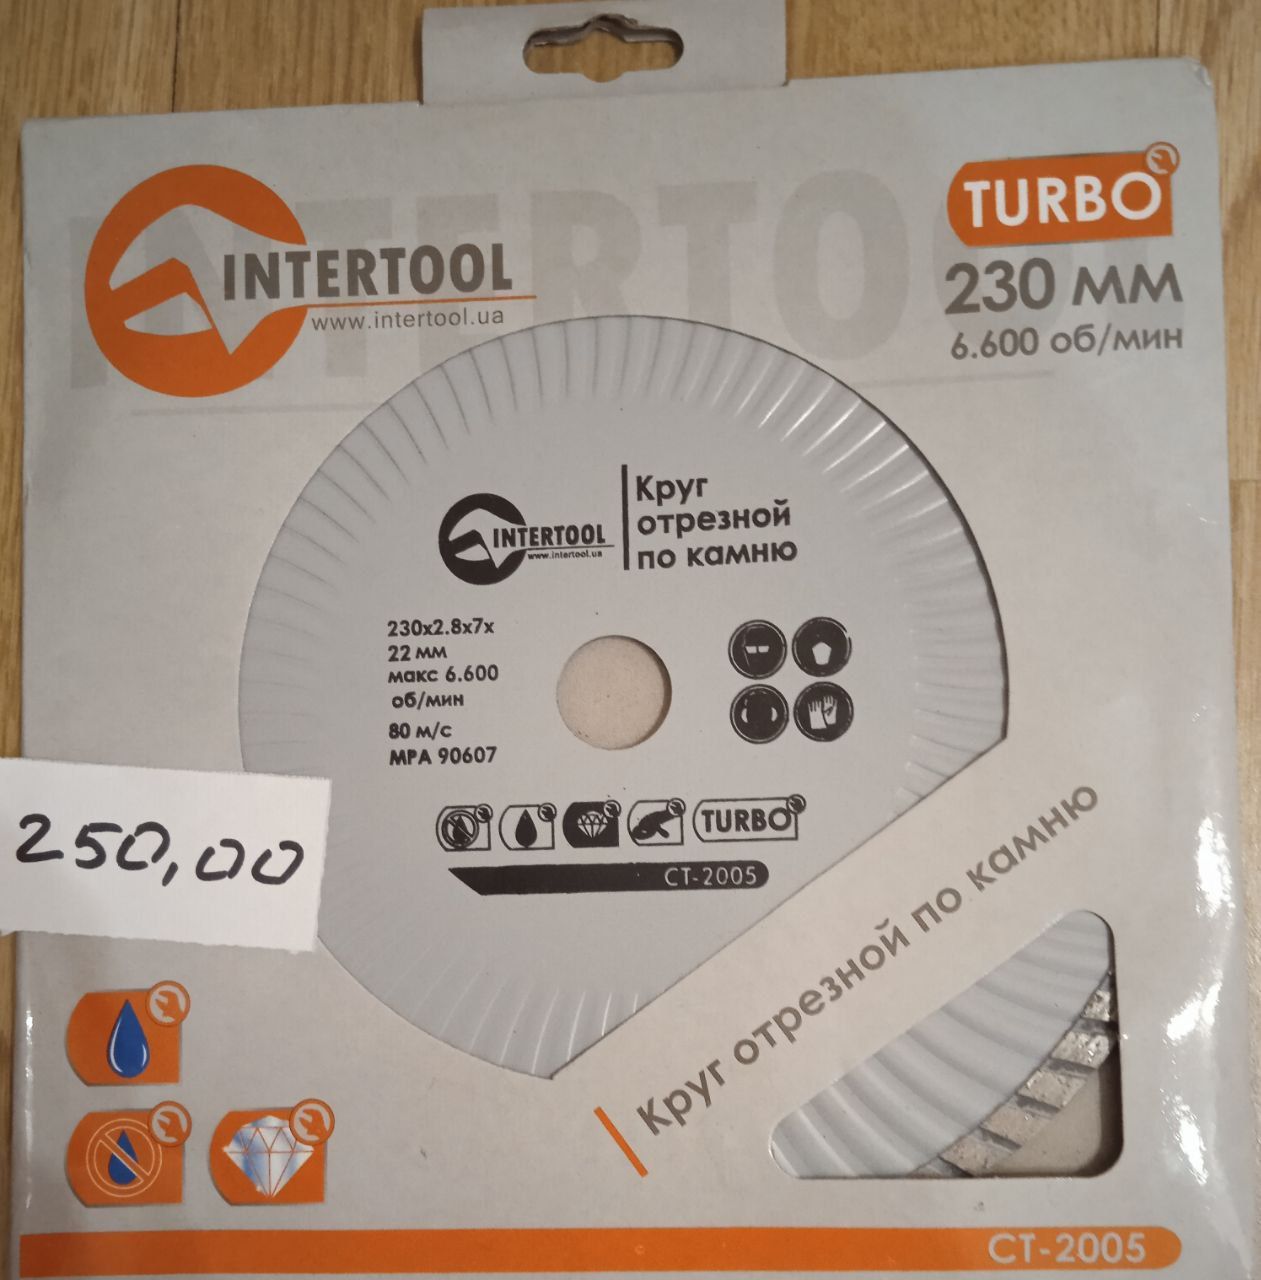 INTERTOOL
www.intertool.ua
TURBO
230 мм
6.600 об/мин
INTERTOOL
INTERTOOL
www.intertool.ua
Круг
отрезной
по камню
230x2.8x7x
22 мм
макс 6.600
об/мин
80 м/с
MPA 90607
TURBO
CT-2005
250,00
Круг отрезной по камню
CT-2005